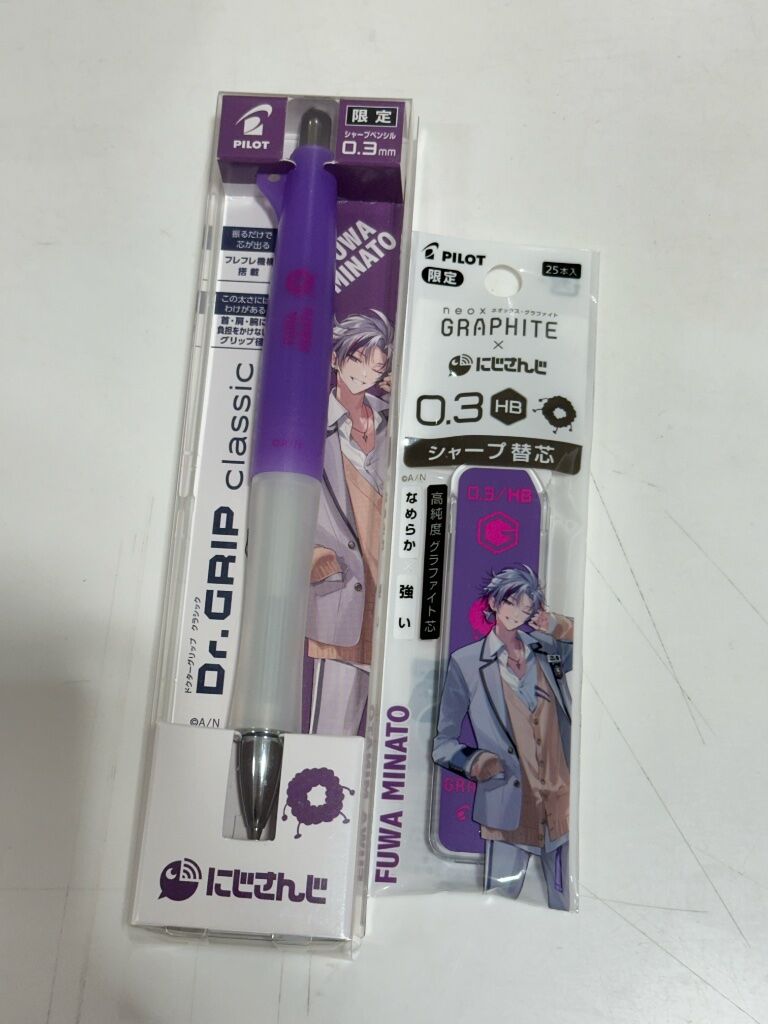 PILOT
限定
シャープペンシル
0.3mm
振るだけで
芯が出る
フレフレ機構
搭載
この太さには
わけがある
首・肩・腕に
負担をかけない
グリップ径
FUWA
MINATO
©A/N
Dr.GRIP classic
ドクターグリップ クラシック
©A/N
にじさんじ
PILOT
限定
25本入
neox ネオックス・グラファイト
GRAPHITE
×
にじさんじ
0.3 HB
シャープ替芯
©A/N
高純度グラファイト芯
なめらか 強い
0.3/HB
GRA
FUWA MINATO